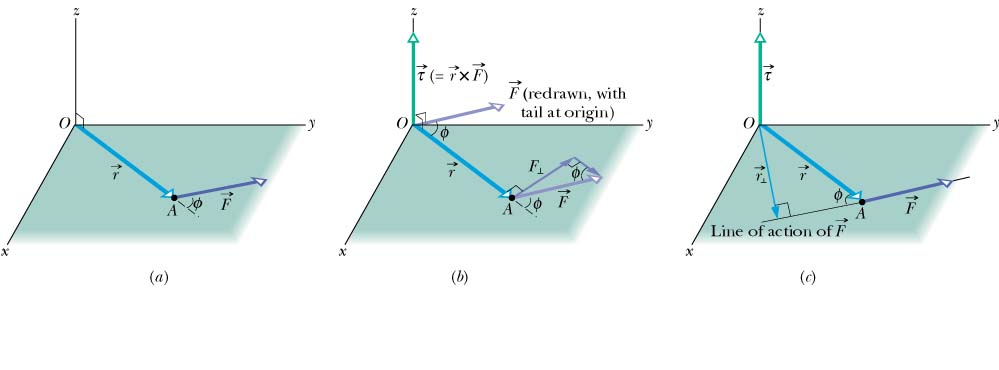 z
O
y
r⃗
ϕ
A
F⃗
x
(a)
z
τ⃗ (= r⃗ × F⃗)
F⃗ (redrawn, with
tail at origin)
O
ϕ
y
F⊥
ϕ
r⃗
ϕ
A
F⃗
x
(b)
z
τ⃗
O
y
r⊥
r⃗
ϕ
A
F⃗
Line of action of F⃗
x
(c)